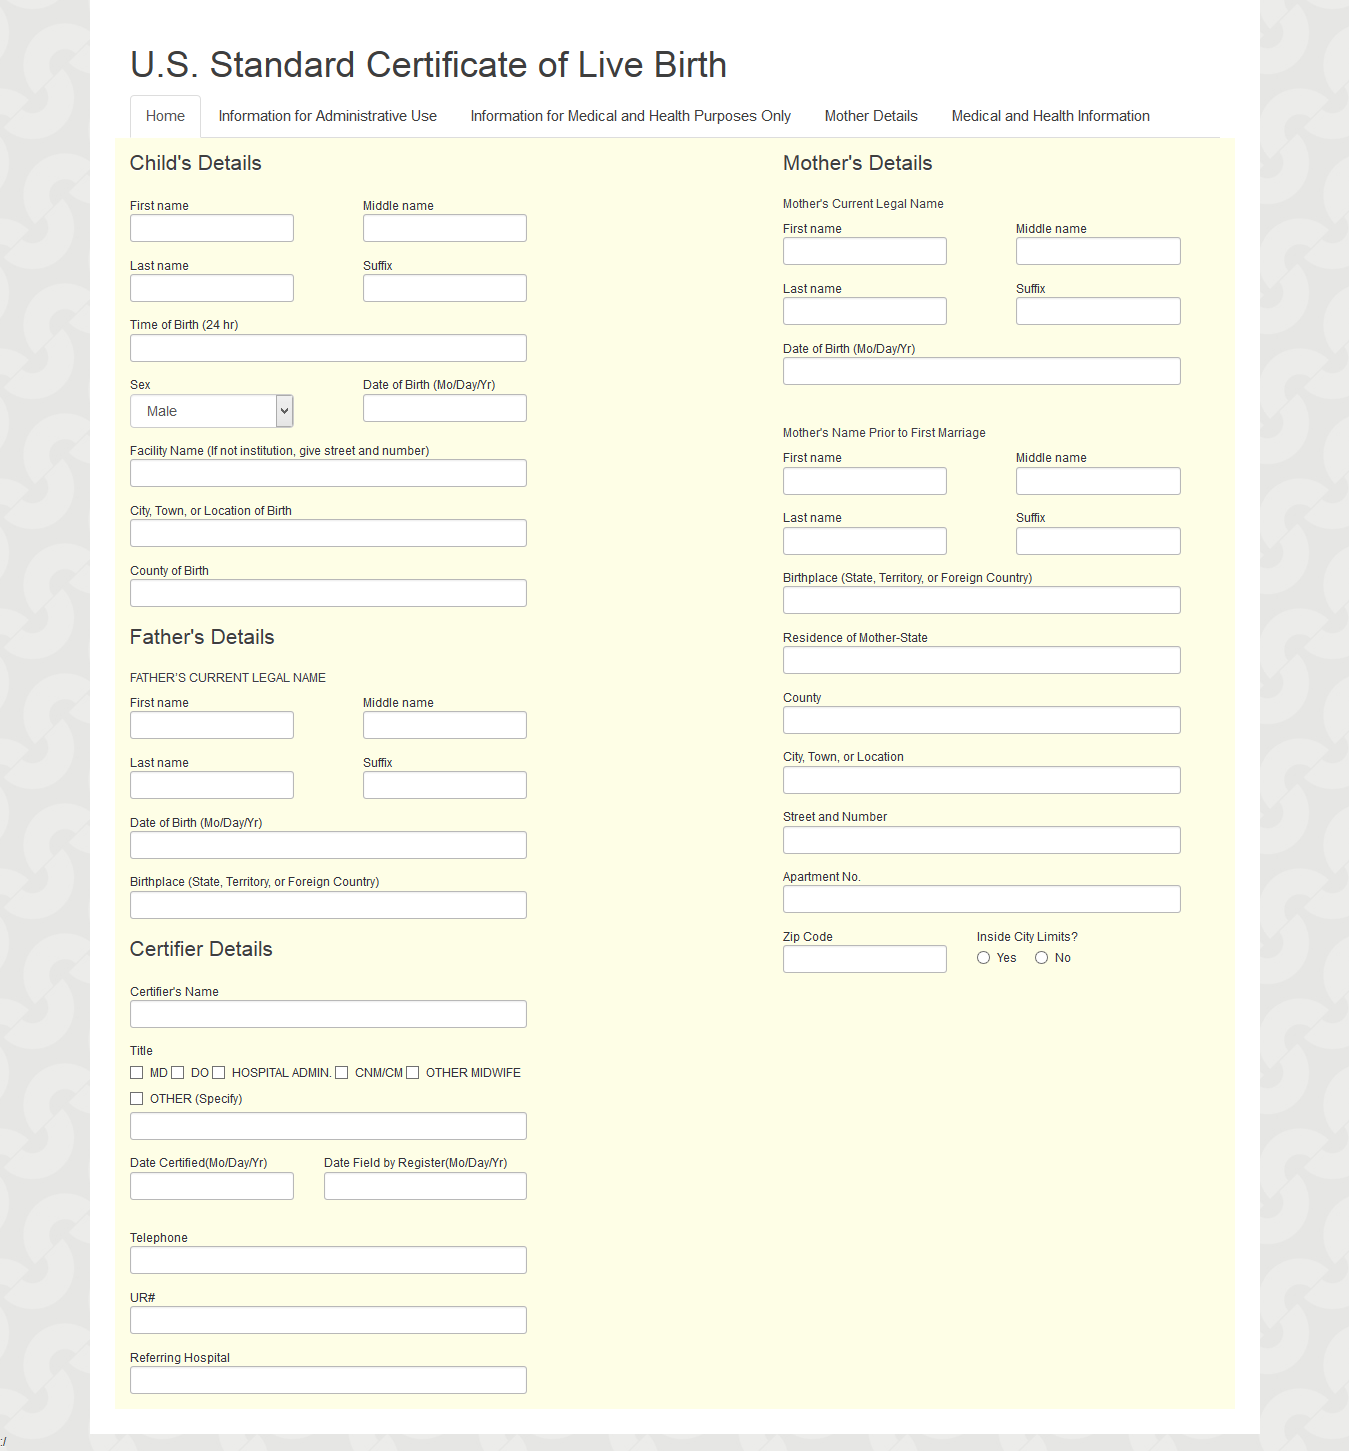 U.S. Standard Certificate of Live Birth
Home Information for Administrative Use Information for Medical and Health Purposes Only Mother Details Medical and Health Information
Child's Details
First name Middle name
Last name Suffix
Time of Birth (24 hr)
Sex Date of Birth (Mo/Day/Yr)
Male
Facility Name (If not institution, give street and number)
City, Town, or Location of Birth
County of Birth
Father's Details
FATHER'S CURRENT LEGAL NAME
First name Middle name
Last name Suffix
Date of Birth (Mo/Day/Yr)
Birthplace (State, Territory, or Foreign Country)
Certifier Details
Certifier's Name
Title
MD DO HOSPITAL ADMIN. CNM/CM OTHER MIDWIFE
OTHER (Specify)
Date Certified(Mo/Day/Yr) Date Field by Register(Mo/Day/Yr)
Telephone
UR#
Referring Hospital
Mother's Details
Mother's Current Legal Name
First name Middle name
Last name Suffix
Date of Birth (Mo/Day/Yr)
Mother's Name Prior to First Marriage
First name Middle name
Last name Suffix
Birthplace (State, Territory, or Foreign Country)
Residence of Mother-State
County
City, Town, or Location
Street and Number
Apartment No.
Zip Code Inside City Limits?
Yes No
:/